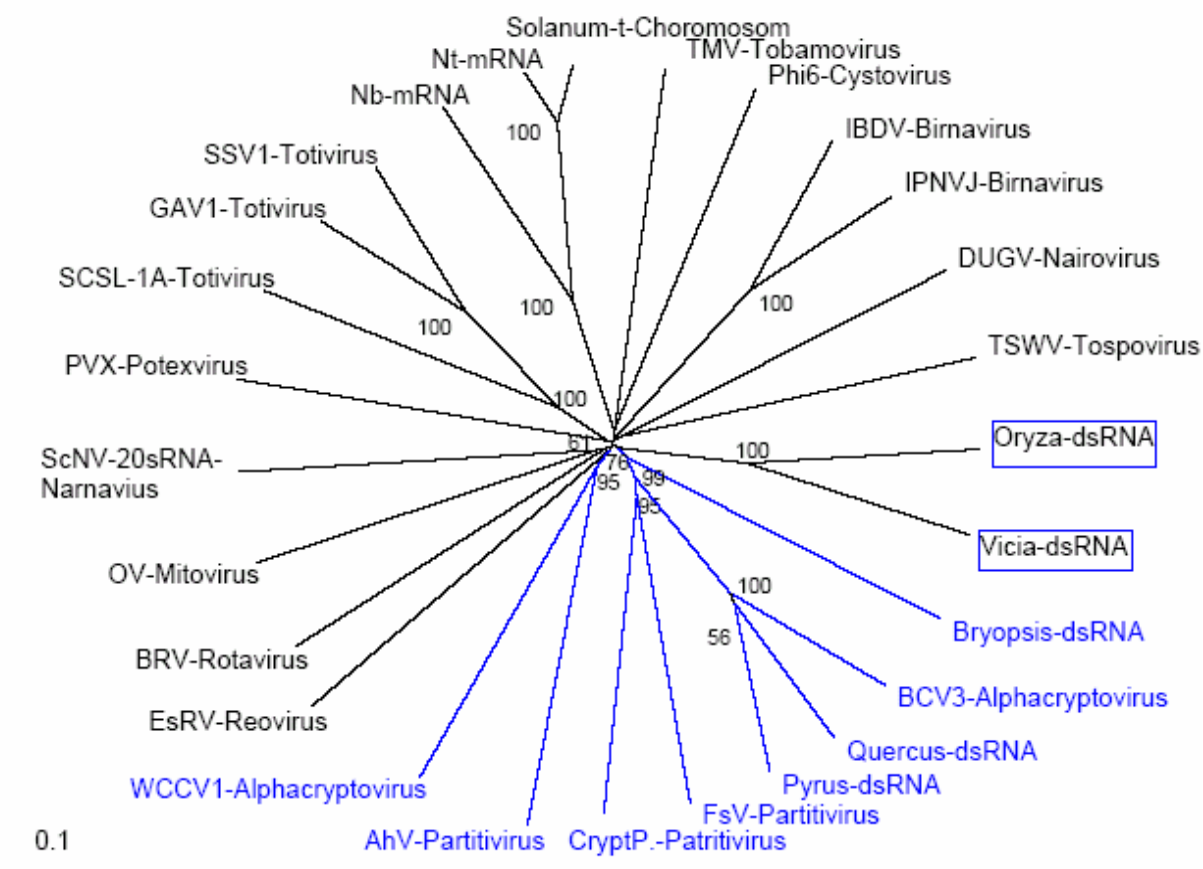 Solanum-t-Choromosom
TMV-Tobamovirus
Nt-mRNA
Phi6-Cystovirus
Nb-mRNA
IBDV-Birnavirus
100
SSV1-Totivirus
IPNVJ-Birnavirus
GAV1-Totivirus
DUGV-Nairovirus
SCSL-1A-Totivirus
100
100
100
TSWV-Tospovirus
PVX-Potexvirus
100
61
100
Oryza-dsRNA
ScNV-20sRNA-
Narnavius
76
95
99
95
Vicia-dsRNA
OV-Mitovirus
100
56
Bryopsis-dsRNA
BRV-Rotavirus
BCV3-Alphacryptovirus
EsRV-Reovirus
Quercus-dsRNA
WCCV1-Alphacryptovirus
Pyrus-dsRNA
FsV-Partitivirus
0.1
AhV-Partitivirus
CryptP.-Patritivirus